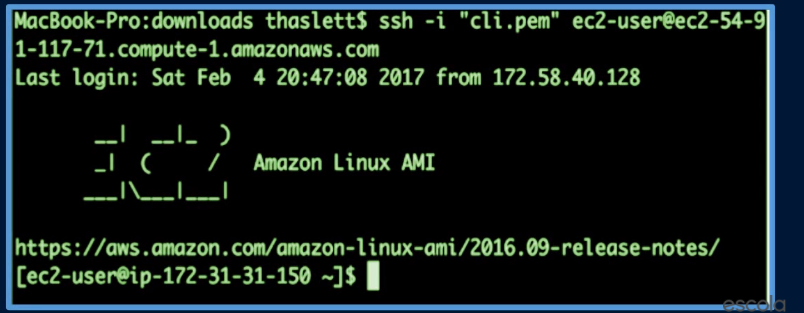 MacBook-Pro:downloads thaslett$ ssh -i "cli.pem" ec2-user@ec2-54-9
1-117-71.compute-1.amazonaws.com
Last login: Sat Feb  4 20:47:08 2017 from 172.58.40.128
       __|  __|_  )
       _|  (     /   Amazon Linux AMI
      ___|\___|___|
https://aws.amazon.com/amazon-linux-ami/2016.09-release-notes/
[ec2-user@ip-172-31-31-150 ~]$